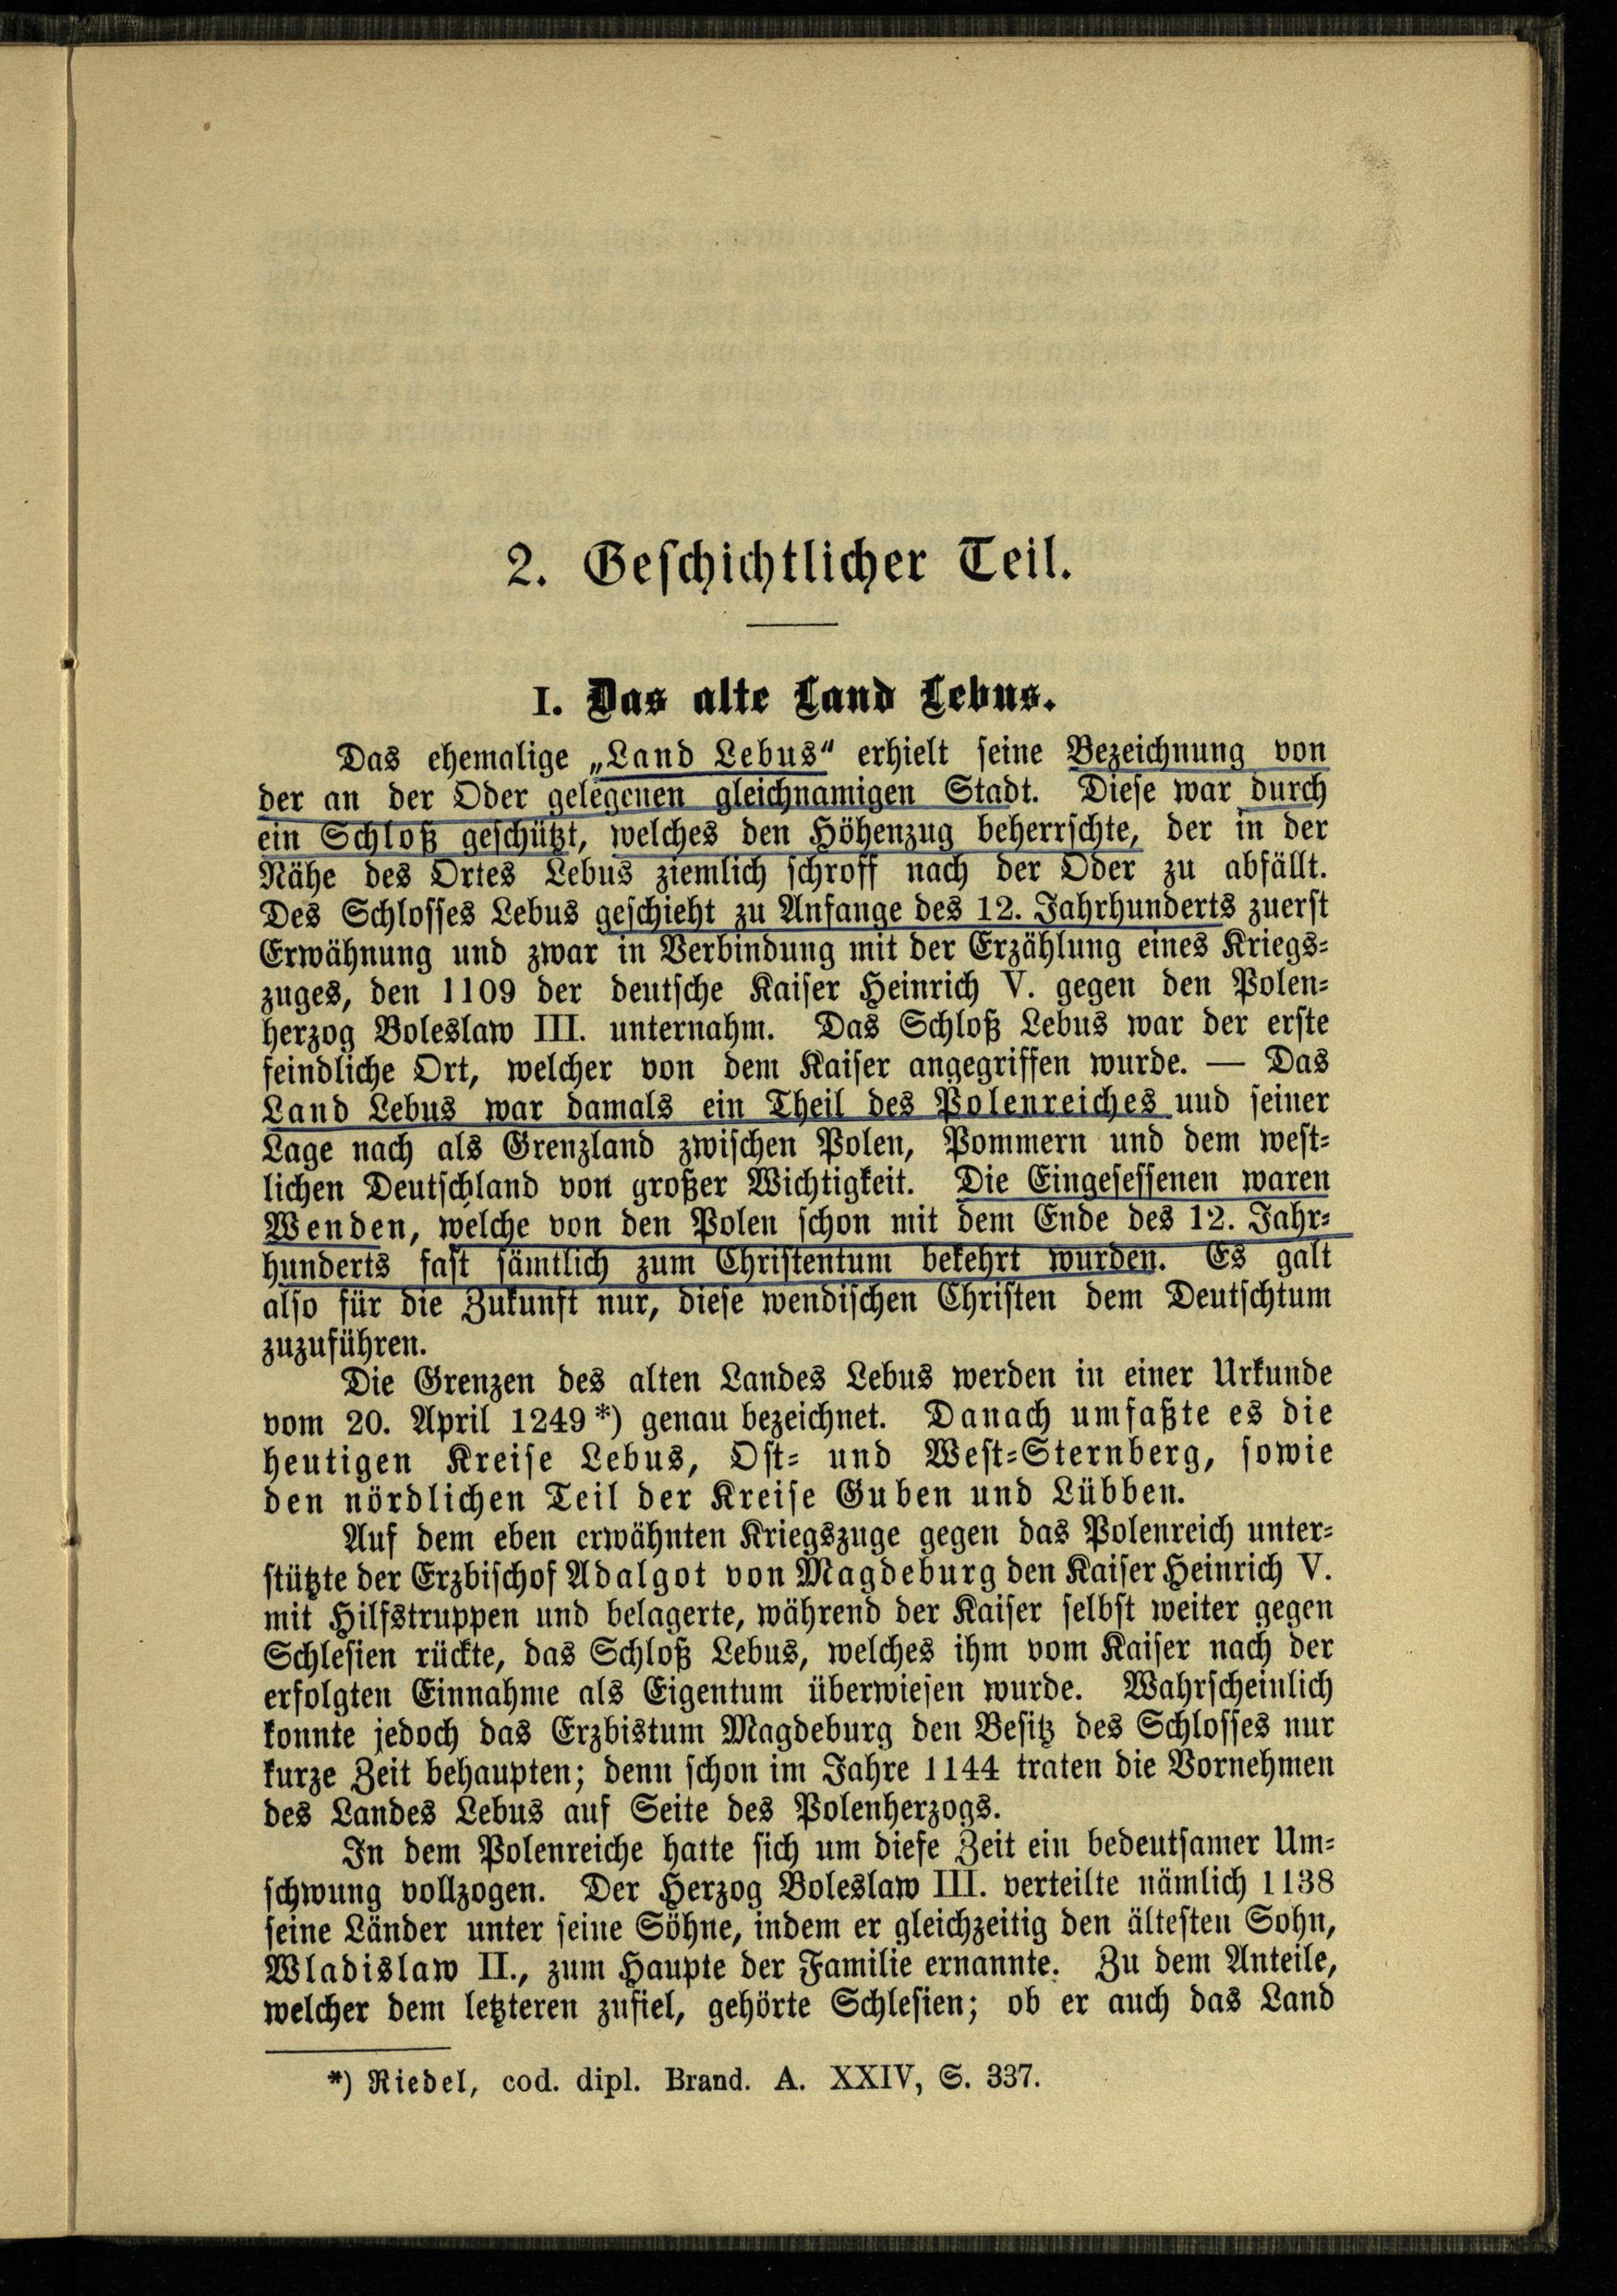 2. Geschichtlicher Teil.
I. Das alte Land Lebus.
Das ehemalige „Land Lebus“ erhielt seine Bezeichnung von
der an der Oder gelegenen gleichnamigen Stadt. Diese war durch
ein Schloß geschützt, welches den Höhenzug beherrschte, der in der
Nähe des Ortes Lebus ziemlich schroff nach der Oder zu abfällt.
Des Schlosses Lebus geschieht zu Anfange des 12. Jahrhunderts zuerst
Erwähnung und zwar in Verbindung mit der Erzählung eines Kriegs-
zuges, den 1109 der deutsche Kaiser Heinrich V. gegen den Polen-
herzog Boleslaw III. unternahm. Das Schloß Lebus war der erste
feindliche Ort, welcher von dem Kaiser angegriffen wurde. — Das
Land Lebus war damals ein Theil des Polenreiches und seiner
Lage nach als Grenzland zwischen Polen, Pommern und dem west-
lichen Deutschland von großer Wichtigkeit. Die Eingesessenen waren
Wenden, welche von den Polen schon mit dem Ende des 12. Jahr-
hunderts fast sämtlich zum Christentum bekehrt wurden. Es galt
also für die Zukunft nur, diese wendischen Christen dem Deutschtum
zuzuführen.
Die Grenzen des alten Landes Lebus werden in einer Urkunde
vom 20. April 1249*) genau bezeichnet. Danach umfaßte es die
heutigen Kreise Lebus, Ost- und West-Sternberg, sowie
den nördlichen Teil der Kreise Guben und Lübben.
Auf dem eben erwähnten Kriegszuge gegen das Polenreich unter-
stützte der Erzbischof Adalgot von Magdeburg den Kaiser Heinrich V.
mit Hilfstruppen und belagerte, während der Kaiser selbst weiter gegen
Schlesien rückte, das Schloß Lebus, welches ihm vom Kaiser nach der
erfolgten Einnahme als Eigentum überwiesen wurde. Wahrscheinlich
konnte jedoch das Erzbistum Magdeburg den Besitz des Schlosses nur
kurze Zeit behaupten; denn schon im Jahre 1144 traten die Vornehmen
des Landes Lebus auf Seite des Polenherzogs.
In dem Polenreiche hatte sich um diese Zeit ein bedeutsamer Um-
schwung vollzogen. Der Herzog Boleslaw III. verteilte nämlich 1138
seine Länder unter seine Söhne, indem er gleichzeitig den ältesten Sohn,
Wladislaw II., zum Haupte der Familie ernannte. Zu dem Anteile,
welcher dem letzteren zufiel, gehörte Schlesien; ob er auch das Land
*) Riedel, cod. dipl. Brand. A. XXIV, S. 337.